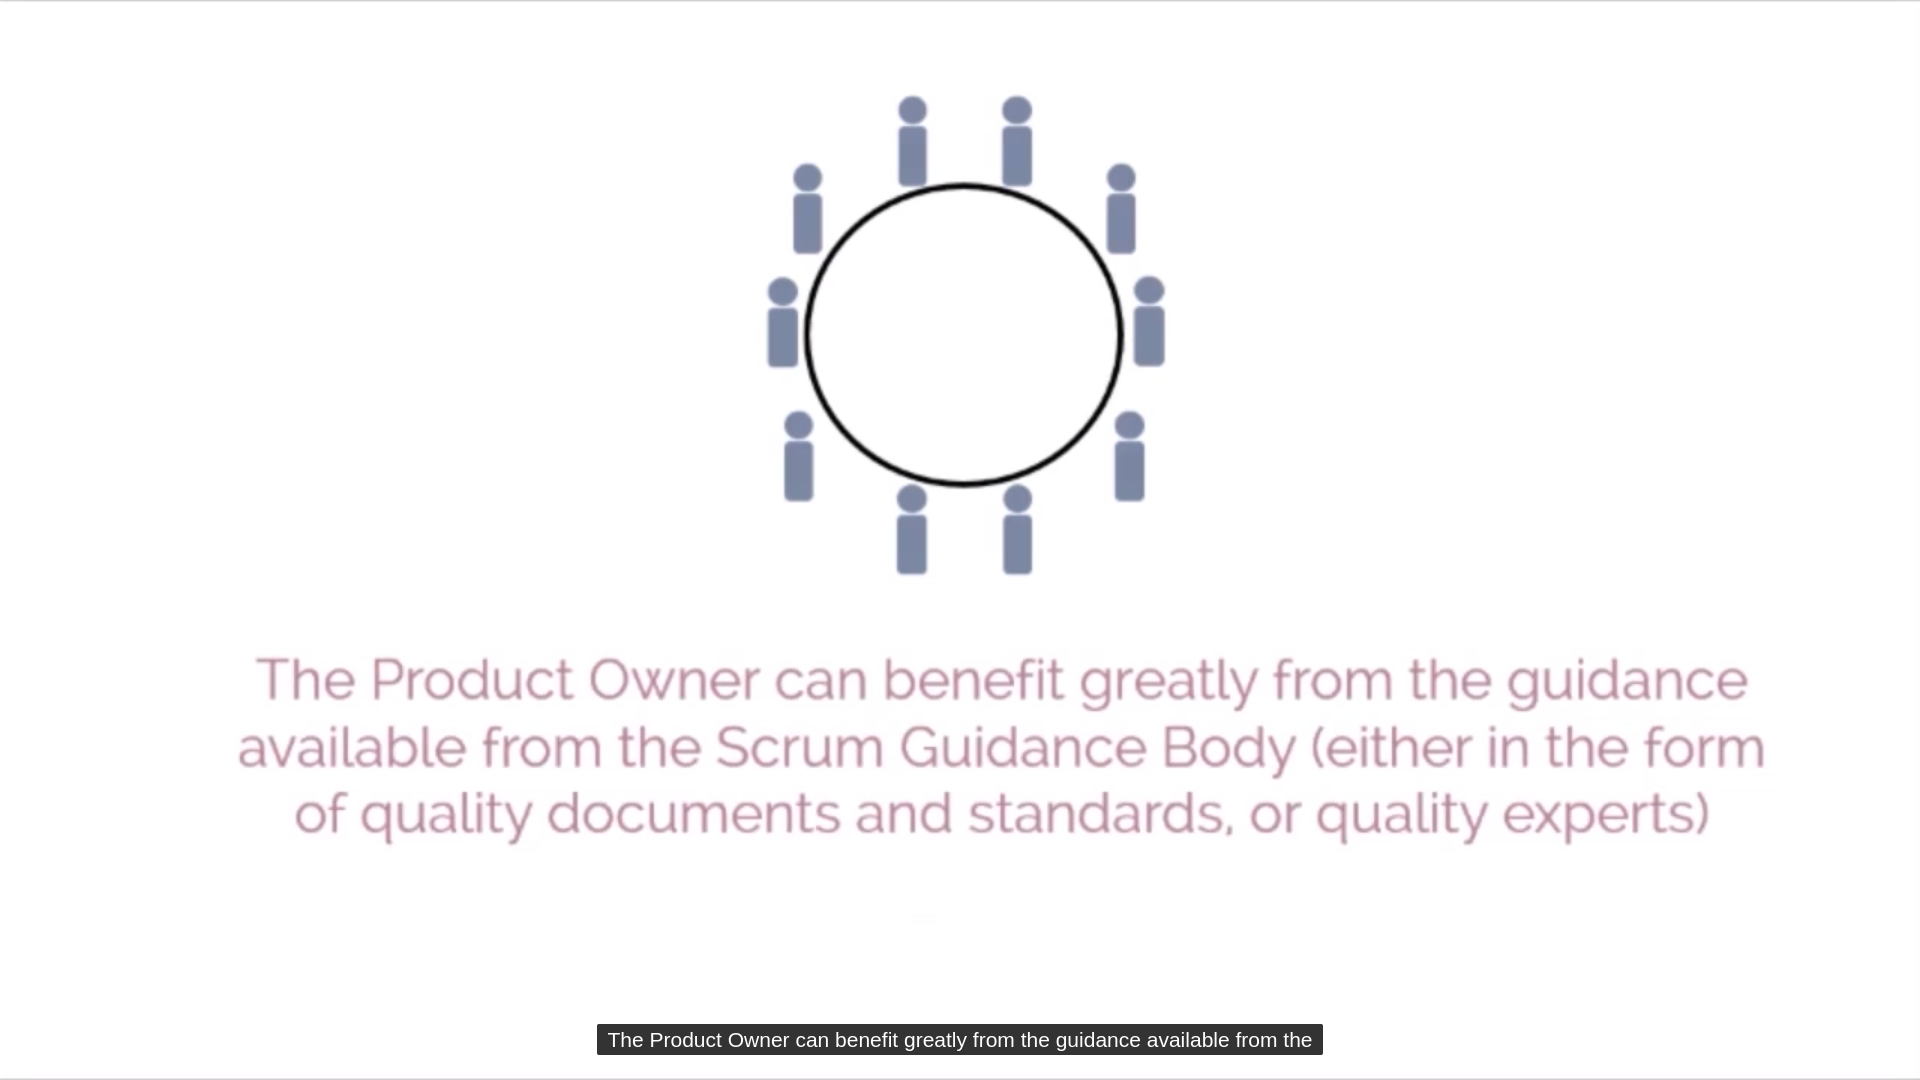 The Product Owner can benefit greatly from the guidance
available from the Scrum Guidance Body (either in the form
of quality documents and standards, or quality experts)
The Product Owner can benefit greatly from the guidance available from the